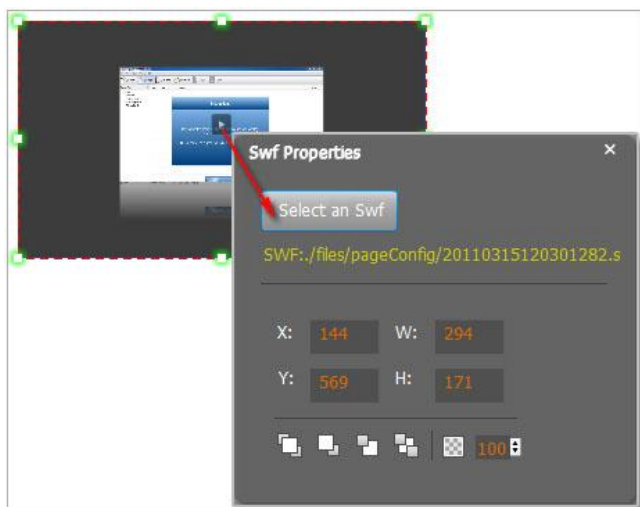 Swf Properties
Select an Swf
SWF:./files/pageConfig/20110315120301282.s
X: 144 W: 294
Y: 569 H: 171
100